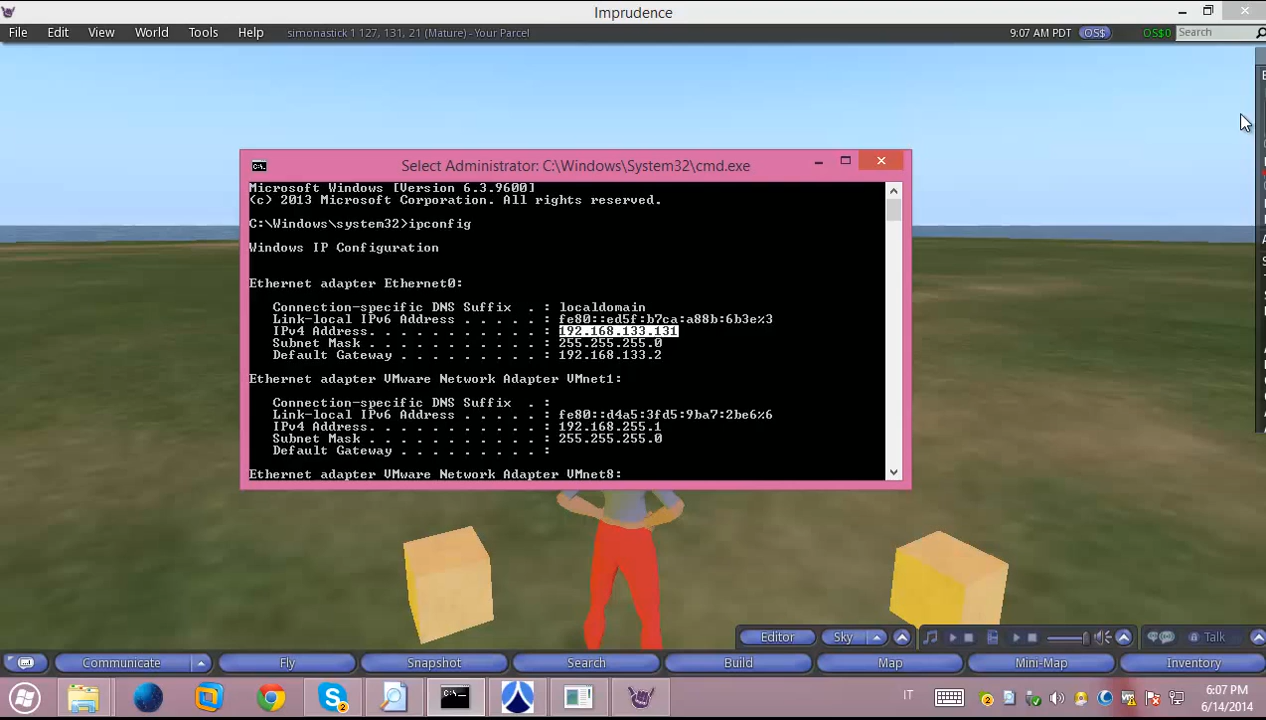 Imprudence
File Edit View World Tools Help simonastick 1 127, 131, 21 (Mature) - Your Parcel 9:07 AM PDT OS$ OS$0 Search
Select Administrator: C:\Windows\System32\cmd.exe
Microsoft Windows [Version 6.3.9600]
(c) 2013 Microsoft Corporation. All rights reserved.
C:\Windows\system32>ipconfig
Windows IP Configuration
Ethernet adapter Ethernet0:
Connection-specific DNS Suffix . : localdomain
Link-local IPv6 Address . . . . . : fe80::ed5f:b7ca:a88b:6b3e%3
IPv4 Address. . . . . . . . . . . : 192.168.133.131
Subnet Mask . . . . . . . . . . . : 255.255.255.0
Default Gateway . . . . . . . . . : 192.168.133.2
Ethernet adapter VMware Network Adapter VMnet1:
Connection-specific DNS Suffix . :
Link-local IPv6 Address . . . . . : fe80::d4a5:3fd5:9ba7:2be6%6
IPv4 Address. . . . . . . . . . . : 192.168.255.1
Subnet Mask . . . . . . . . . . . : 255.255.255.0
Default Gateway . . . . . . . . . :
Ethernet adapter VMware Network Adapter VMnet8:
Editor Sky Talk
Communicate Fly Snapshot Search Build Map Mini-Map Inventory
IT 6:07 PM
6/14/2014